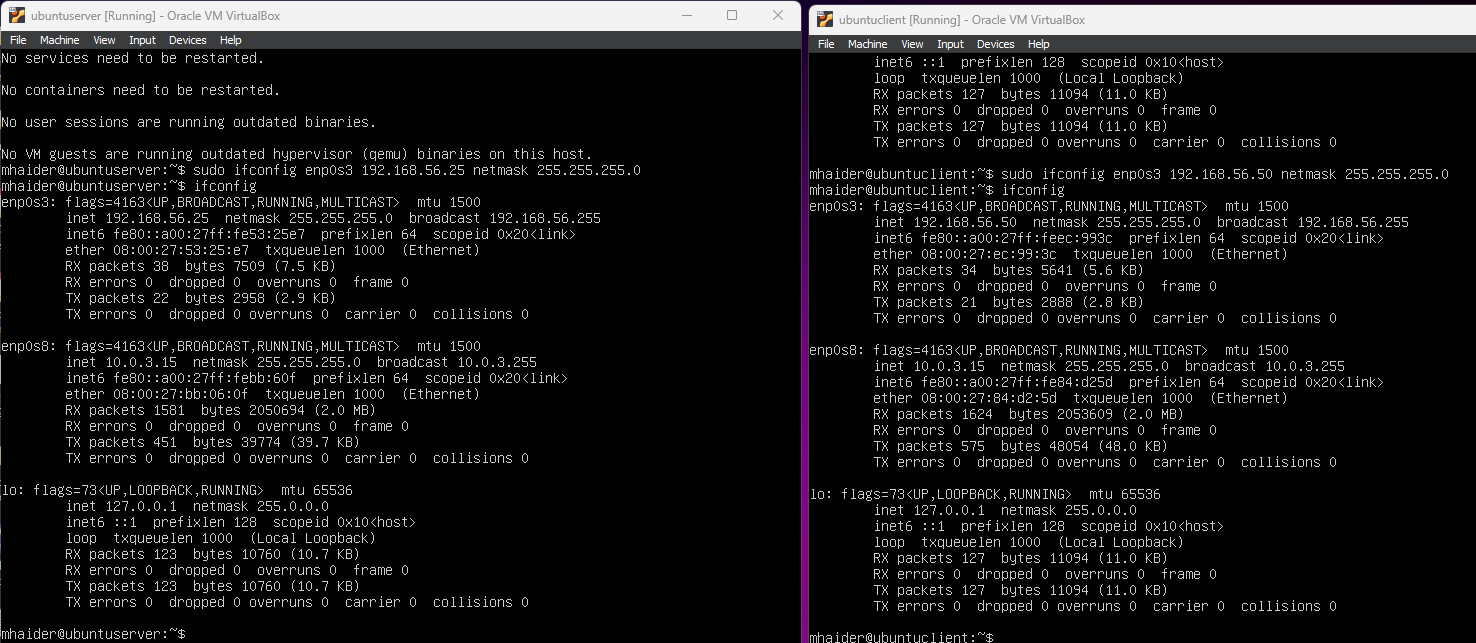 ubuntuserver [Running] - Oracle VM VirtualBox
File Machine View Input Devices Help
No services need to be restarted.
No containers need to be restarted.
No user sessions are running outdated binaries.
No VM guests are running outdated hypervisor (qemu) binaries on this host.
mhaider@ubuntuserver:~$ sudo ifconfig enp0s3 192.168.56.25 netmask 255.255.255.0
mhaider@ubuntuserver:~$ ifconfig
enp0s3: flags=4163<UP,BROADCAST,RUNNING,MULTICAST>  mtu 1500
        inet 192.168.56.25  netmask 255.255.255.0  broadcast 192.168.56.255
        inet6 fe80::a00:27ff:fe53:25e7  prefixlen 64  scopeid 0x20<link>
        ether 08:00:27:53:25:e7  txqueuelen 1000  (Ethernet)
        RX packets 38  bytes 7509 (7.5 KB)
        RX errors 0  dropped 0  overruns 0  frame 0
        TX packets 22  bytes 2958 (2.9 KB)
        TX errors 0  dropped 0 overruns 0  carrier 0  collisions 0
enp0s8: flags=4163<UP,BROADCAST,RUNNING,MULTICAST>  mtu 1500
        inet 10.0.3.15  netmask 255.255.255.0  broadcast 10.0.3.255
        inet6 fe80::a00:27ff:febb:60f  prefixlen 64  scopeid 0x20<link>
        ether 08:00:27:bb:06:0f  txqueuelen 1000  (Ethernet)
        RX packets 1581  bytes 2050694 (2.0 MB)
        RX errors 0  dropped 0  overruns 0  frame 0
        TX packets 451  bytes 39774 (39.7 KB)
        TX errors 0  dropped 0 overruns 0  carrier 0  collisions 0
lo: flags=73<UP,LOOPBACK,RUNNING>  mtu 65536
        inet 127.0.0.1  netmask 255.0.0.0
        inet6 ::1  prefixlen 128  scopeid 0x10<host>
        loop  txqueuelen 1000  (Local Loopback)
        RX packets 123  bytes 10760 (10.7 KB)
        RX errors 0  dropped 0  overruns 0  frame 0
        TX packets 123  bytes 10760 (10.7 KB)
        TX errors 0  dropped 0 overruns 0  carrier 0  collisions 0
mhaider@ubuntuserver:~$
ubuntuclient [Running] - Oracle VM VirtualBox
File Machine View Input Devices Help
        inet6 ::1  prefixlen 128  scopeid 0x10<host>
        loop  txqueuelen 1000  (Local Loopback)
        RX packets 127  bytes 11094 (11.0 KB)
        RX errors 0  dropped 0  overruns 0  frame 0
        TX packets 127  bytes 11094 (11.0 KB)
        TX errors 0  dropped 0 overruns 0  carrier 0  collisions 0
mhaider@ubuntuclient:~$ sudo ifconfig enp0s3 192.168.56.50 netmask 255.255.255.0
mhaider@ubuntuclient:~$ ifconfig
enp0s3: flags=4163<UP,BROADCAST,RUNNING,MULTICAST>  mtu 1500
        inet 192.168.56.50  netmask 255.255.255.0  broadcast 192.168.56.255
        inet6 fe80::a00:27ff:feec:993c  prefixlen 64  scopeid 0x20<link>
        ether 08:00:27:ec:99:3c  txqueuelen 1000  (Ethernet)
        RX packets 34  bytes 5641 (5.6 KB)
        RX errors 0  dropped 0  overruns 0  frame 0
        TX packets 21  bytes 2888 (2.8 KB)
        TX errors 0  dropped 0 overruns 0  carrier 0  collisions 0
enp0s8: flags=4163<UP,BROADCAST,RUNNING,MULTICAST>  mtu 1500
        inet 10.0.3.15  netmask 255.255.255.0  broadcast 10.0.3.255
        inet6 fe80::a00:27ff:fe84:d25d  prefixlen 64  scopeid 0x20<link>
        ether 08:00:27:84:d2:5d  txqueuelen 1000  (Ethernet)
        RX packets 1624  bytes 2053609 (2.0 MB)
        RX errors 0  dropped 0  overruns 0  frame 0
        TX packets 575  bytes 48054 (48.0 KB)
        TX errors 0  dropped 0 overruns 0  carrier 0  collisions 0
lo: flags=73<UP,LOOPBACK,RUNNING>  mtu 65536
        inet 127.0.0.1  netmask 255.0.0.0
        inet6 ::1  prefixlen 128  scopeid 0x10<host>
        loop  txqueuelen 1000  (Local Loopback)
        RX packets 127  bytes 11094 (11.0 KB)
        RX errors 0  dropped 0  overruns 0  frame 0
        TX packets 127  bytes 11094 (11.0 KB)
        TX errors 0  dropped 0 overruns 0  carrier 0  collisions 0
mhaider@ubuntuclient:~$